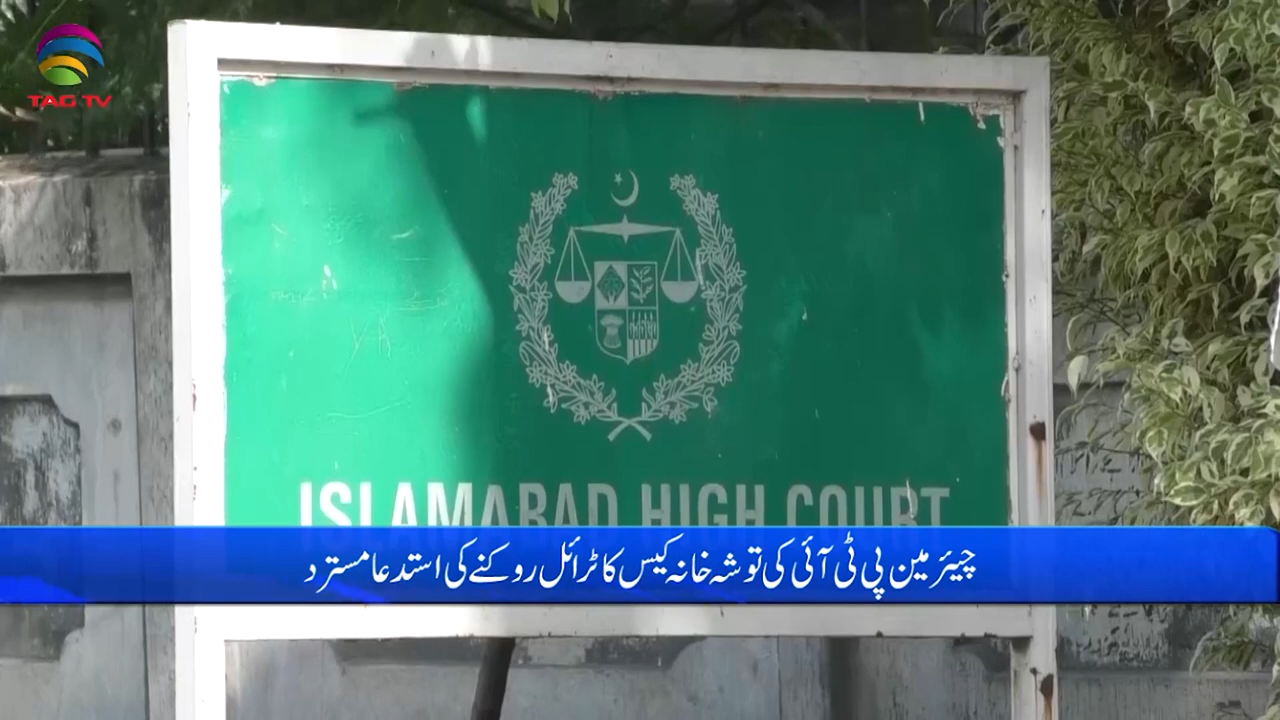 TAG TV
ISLAMABAD HIGH COURT
چیئرمین پی ٹی آئی کی توشہ خانہ کیس کا ٹرائل روکنے کی استدعا مسترد